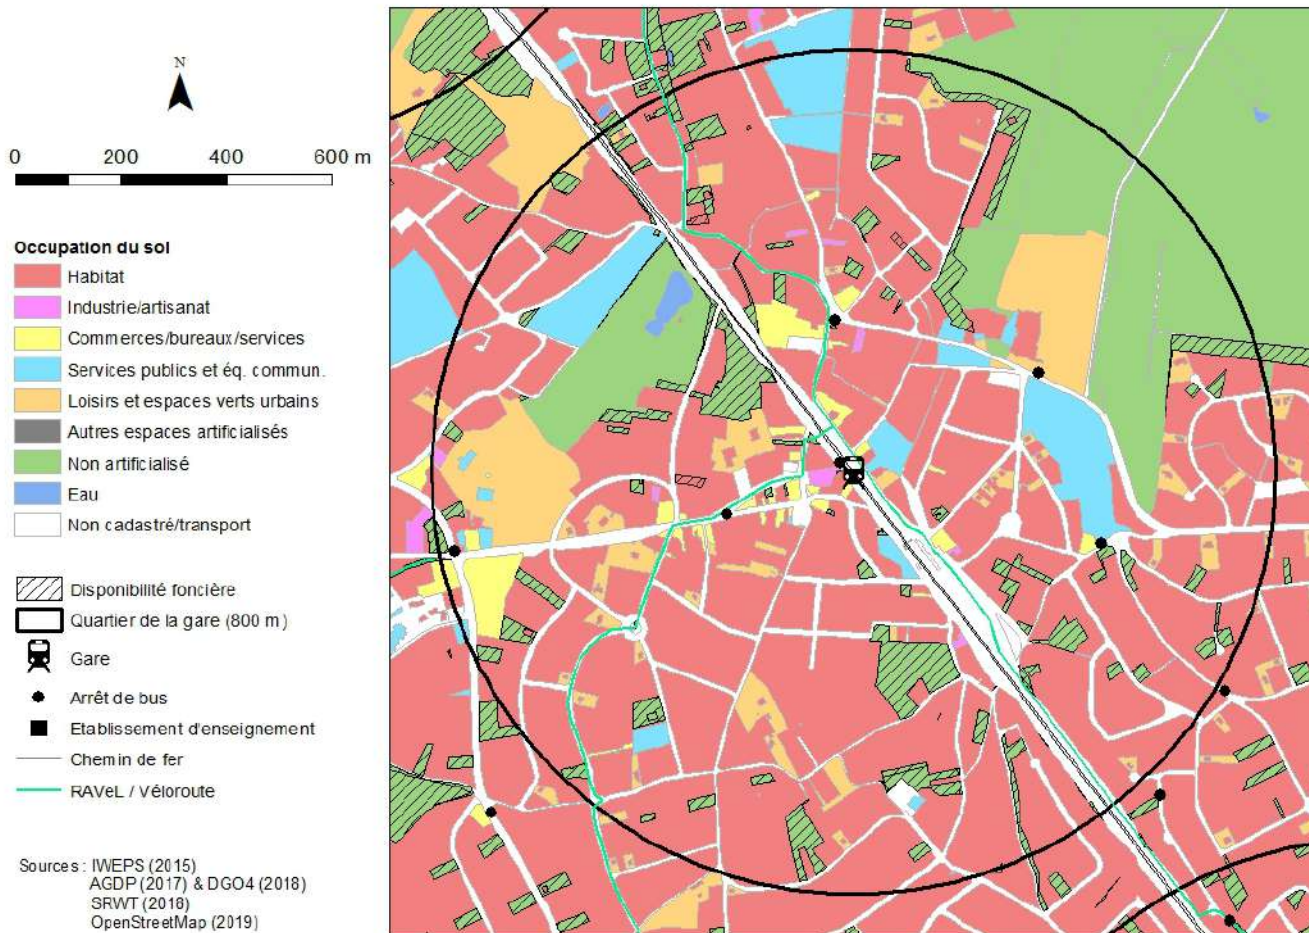 N
0 200 400 600 m
Occupation du sol
Habitat
Industrie/artisanat
Commerces/bureaux/services
Services publics et éq. commun.
Loisirs et espaces verts urbains
Autres espaces artificialisés
Non artificialisé
Eau
Non cadastré/transport
Disponibilité foncière
Quartier de la gare (800 m)
Gare
Arrêt de bus
Etablissement d'enseignement
Chemin de fer
RAVeL / Véloroute
Sources : IWEPS (2015)
AGDP (2017) & DGO4 (2018)
SRWT (2018)
OpenStreetMap (2019)